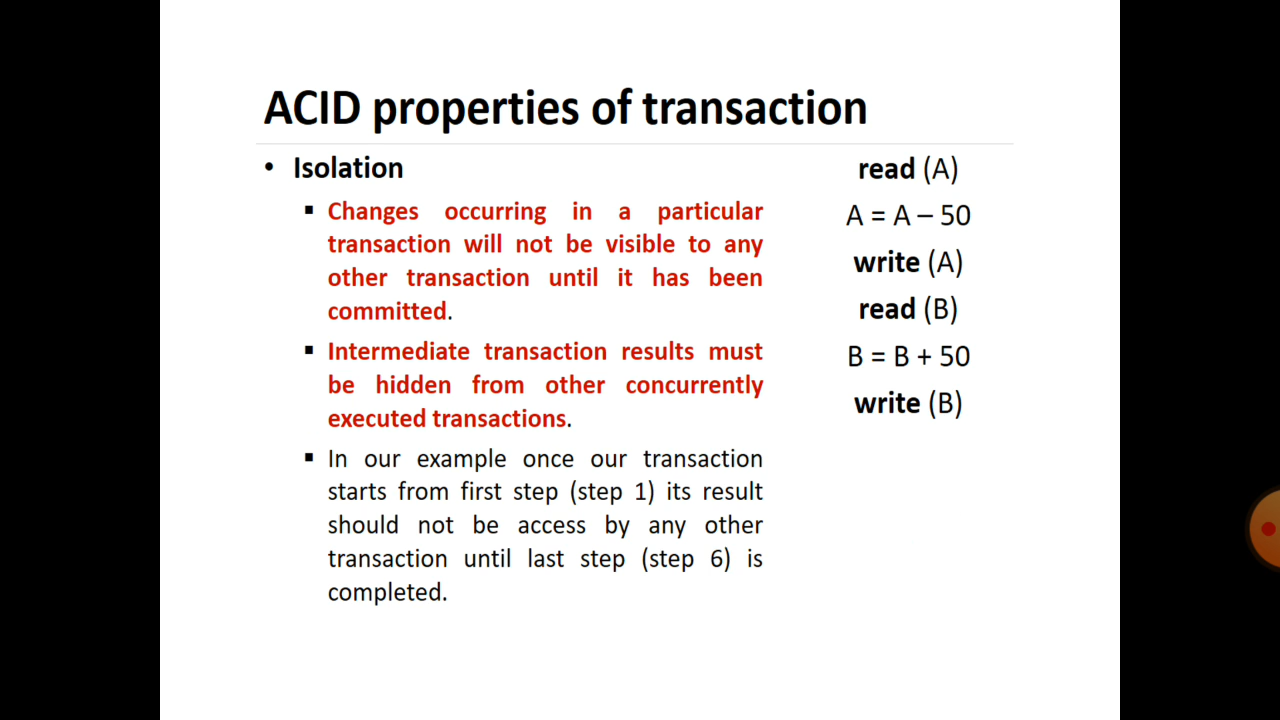 ACID properties of transaction
• Isolation
▪ Changes occurring in a particular
transaction will not be visible to any
other transaction until it has been
committed.
▪ Intermediate transaction results must
be hidden from other concurrently
executed transactions.
▪ In our example once our transaction
starts from first step (step 1) its result
should not be access by any other
transaction until last step (step 6) is
completed.
read (A)
A = A – 50
write (A)
read (B)
B = B + 50
write (B)